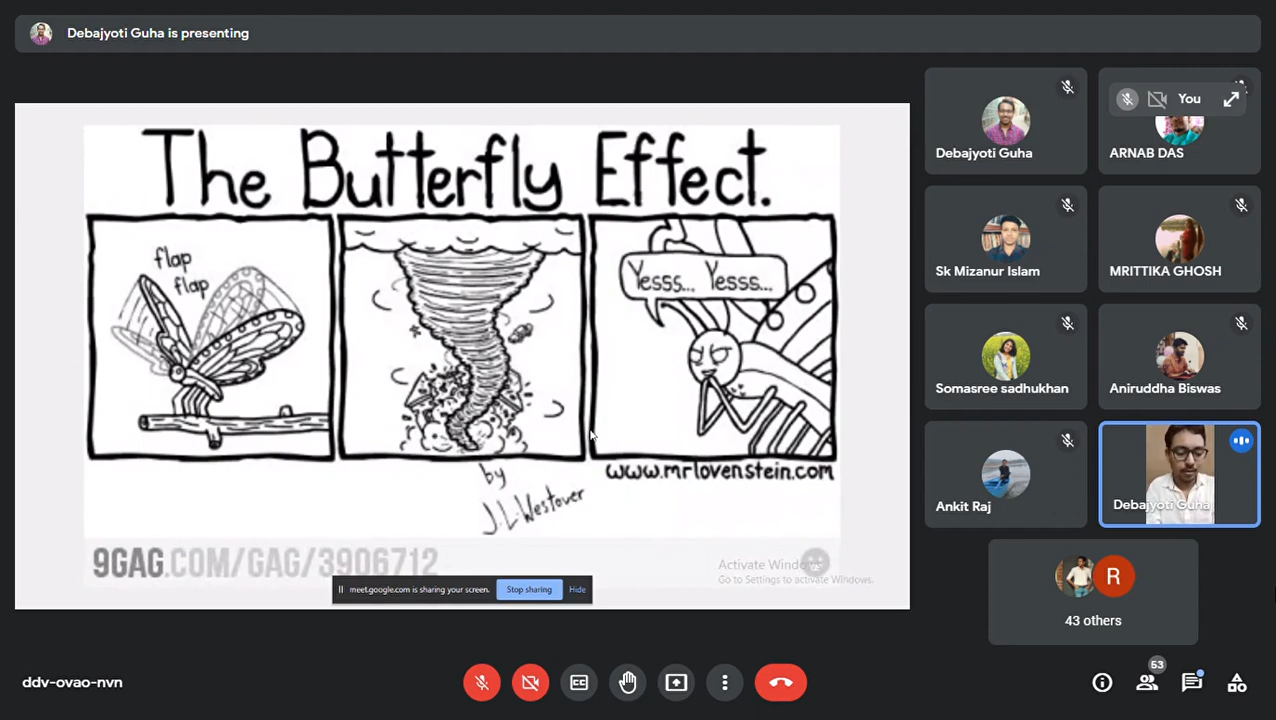 Debajyoti Guha is presenting
The Butterfly Effect.
flap
flap
Yesss... Yesss...
www.mrlovenstein.com
by
J.L.Westover
9GAG.COM/GAG/3906712
Activate Windows
Go to Settings to activate Windows.
meet.google.com is sharing your screen.
Stop sharing
Hide
Debajyoti Guha
You
ARNAB DAS
Sk Mizanur Islam
MRITTIKA GHOSH
Somasree sadhukhan
Aniruddha Biswas
Ankit Raj
Debajyoti Guha
R
43 others
ddv-ovao-nvn
CC
53